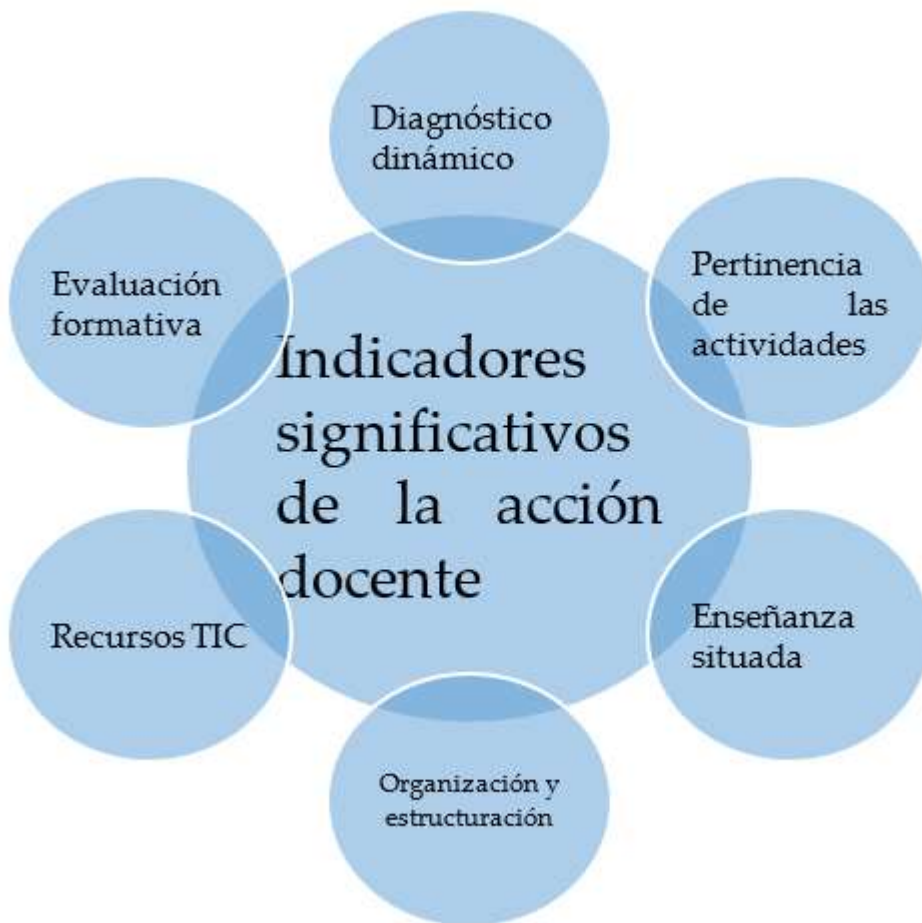 Diagnóstico
dinámico
Pertinencia
de las
actividades
Enseñanza
situada
Organización y
estructuración
Recursos TIC
Evaluación
formativa
Indicadores
significativos
de la acción
docente